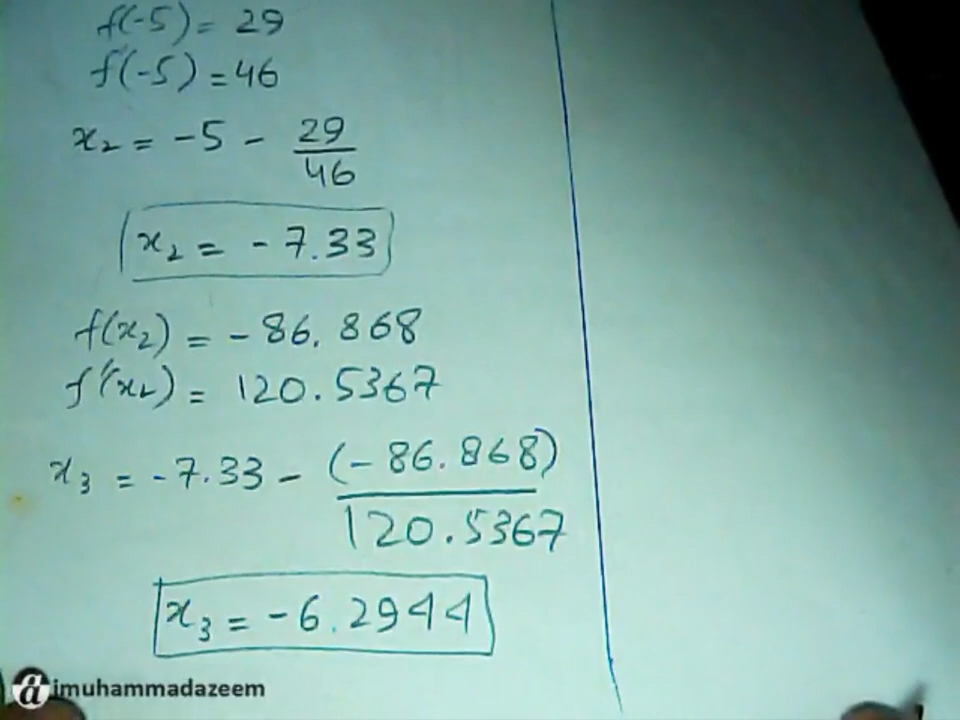 f(-5) = 29
f'(-5) = 46
x₂ = -5 - 29/46
x₂ = -7.33
f(x₂) = -86.868
f'(x₂) = 120.5367
x₃ = -7.33 - (-86.868)/120.5367
x₃ = -6.2944
imuhammadazeem